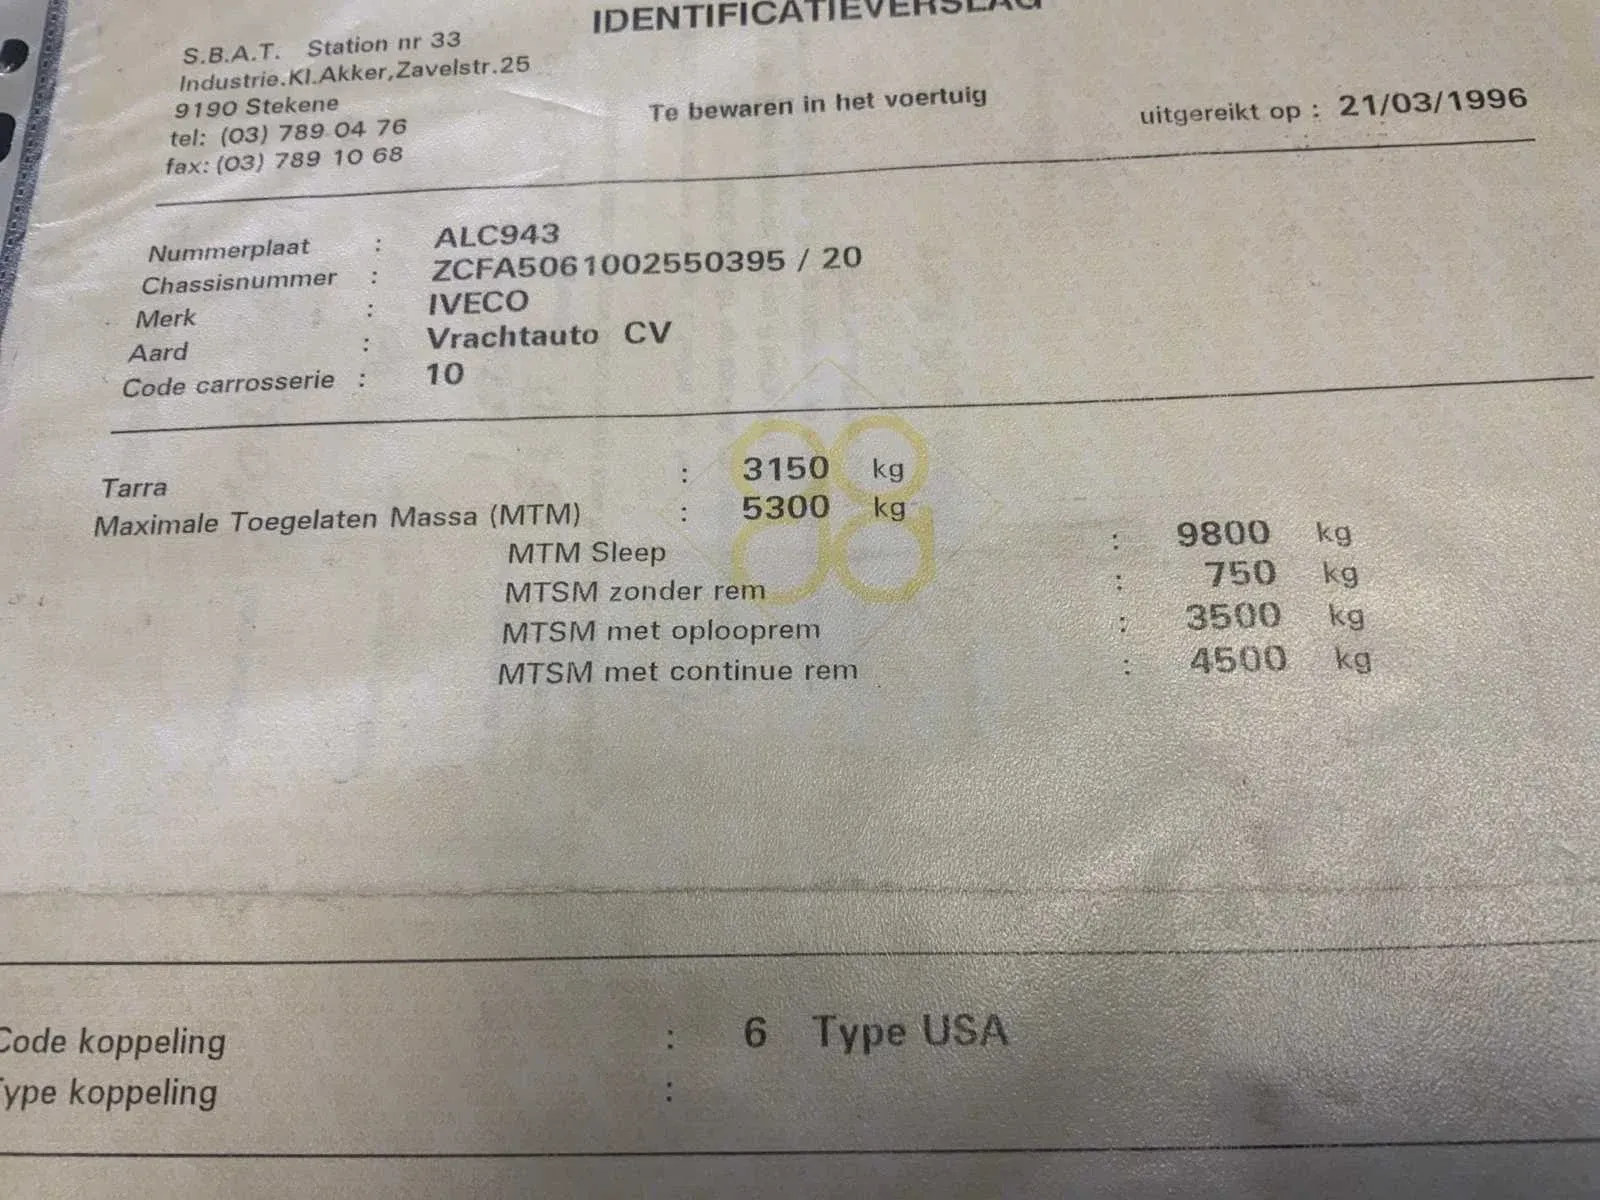 IDENTIFICATIEVERSLAG
S.B.A.T. Station nr 33
Industrie.Kl.Akker,Zavelstr.25
9190 Stekene
tel: (03) 789 04 76
fax: (03) 789 10 68
Te bewaren in het voertuig
uitgereikt op : 21/03/1996
Nummerplaat : ALC943
Chassisnummer : ZCFA5061002550395 / 20
Merk : IVECO
Aard : Vrachtauto CV
Code carrosserie : 10
Tarra : 3150 kg
Maximale Toegelaten Massa (MTM) : 5300 kg
MTM Sleep : 9800 kg
MTSM zonder rem : 750 kg
MTSM met oplooprem : 3500 kg
MTSM met continue rem : 4500 kg
Code koppeling : 6 Type USA
Type koppeling :